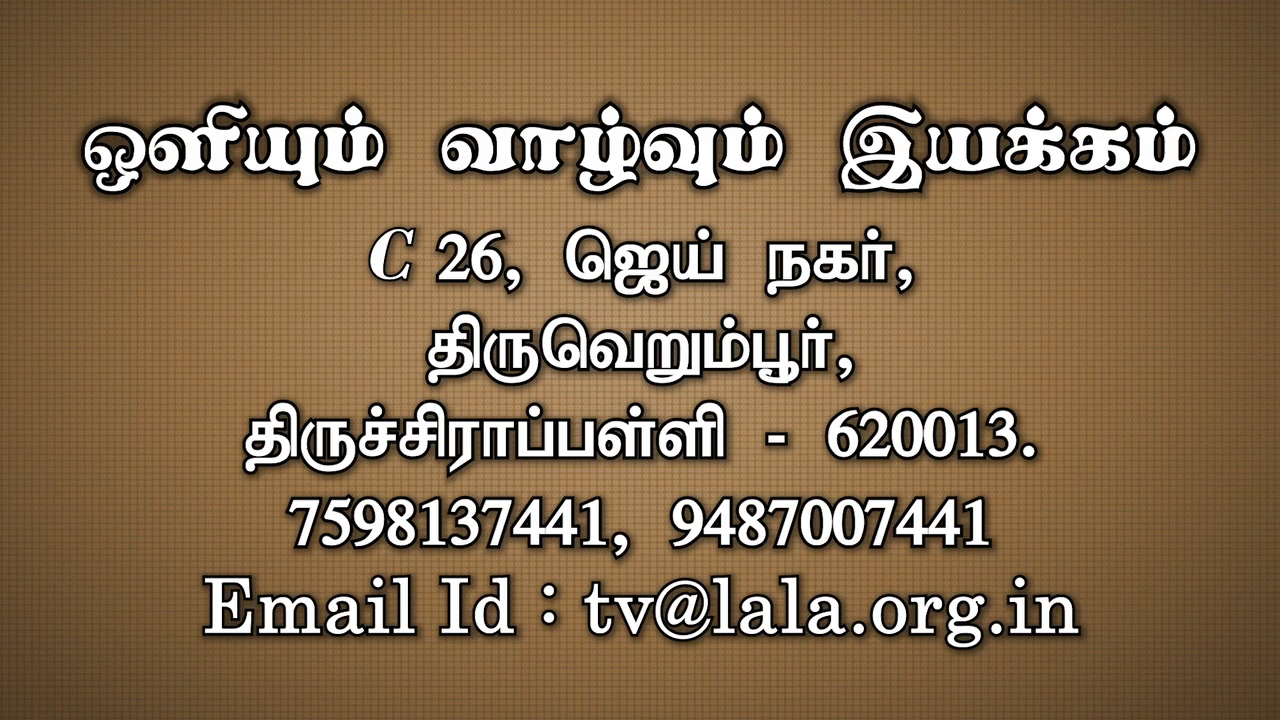 ஒளியும் வாழ்வும் இயக்கம்
C 26, ஜெய் நகர்,
திருவெறும்பூர்,
திருச்சிராப்பள்ளி - 620013.
7598137441, 9487007441
Email Id : tv@lala.org.in